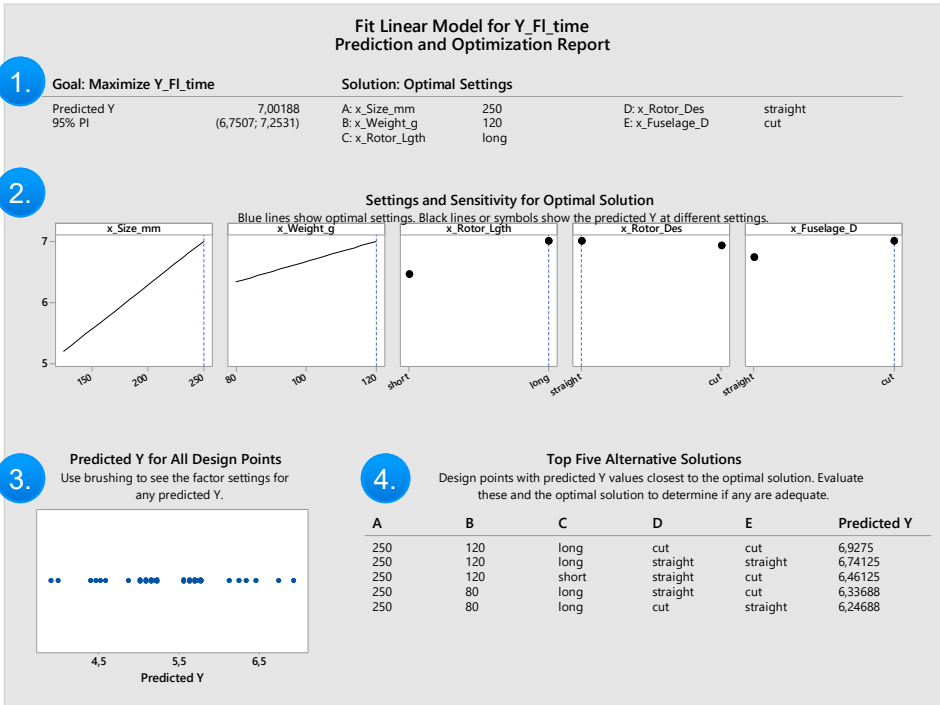 Fit Linear Model for Y_Fl_time
Prediction and Optimization Report
1.
Goal: Maximize Y_Fl_time
Solution: Optimal Settings
Predicted Y 7,00188 A: x_Size_mm 250 D: x_Rotor_Des straight
95% PI (6,7507; 7,2531) B: x_Weight_g 120 E: x_Fuselage_D cut
C: x_Rotor_Lgth long
2.
Settings and Sensitivity for Optimal Solution
Blue lines show optimal settings. Black lines or symbols show the predicted Y at different settings.
x_Size_mm x_Weight_g x_Rotor_Lgth x_Rotor_Des x_Fuselage_D
7
6
5
150 200 250 80 100 120 short long straight cut straight cut
3.
Predicted Y for All Design Points
Use brushing to see the factor settings for
any predicted Y.
4,5 5,5 6,5
Predicted Y
4.
Top Five Alternative Solutions
Design points with predicted Y values closest to the optimal solution. Evaluate
these and the optimal solution to determine if any are adequate.
A B C D E Predicted Y
250 120 long cut cut 6,9275
250 120 long straight straight 6,74125
250 120 short straight cut 6,46125
250 80 long straight cut 6,33688
250 80 long cut straight 6,24688